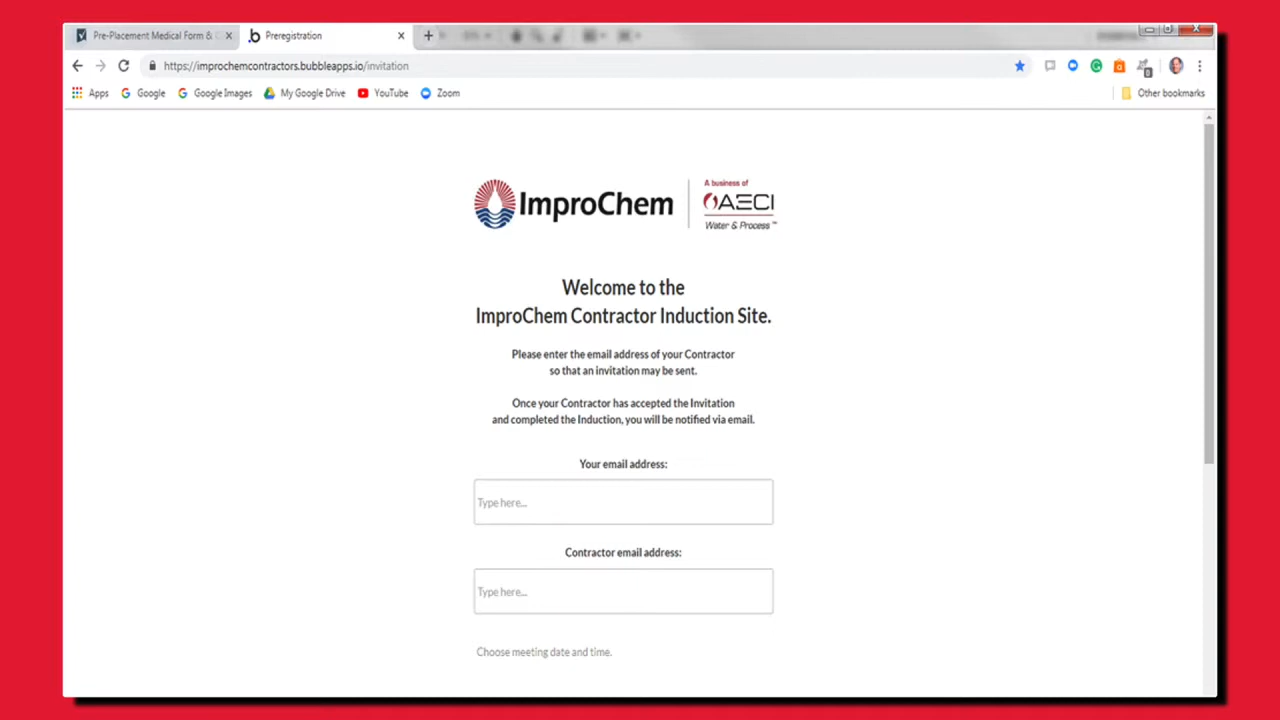 Pre-Placement Medical Form & C
Preregistration
https://improchemcontractors.bubbleapps.io/invitation
Apps
Google
Google Images
My Google Drive
YouTube
Zoom
Other bookmarks
ImproChem
A business of
AECI
Water & Process™
Welcome to the
ImproChem Contractor Induction Site.
Please enter the email address of your Contractor
so that an invitation may be sent.
Once your Contractor has accepted the Invitation
and completed the Induction, you will be notified via email.
Your email address:
Type here...
Contractor email address:
Type here...
Choose meeting date and time.